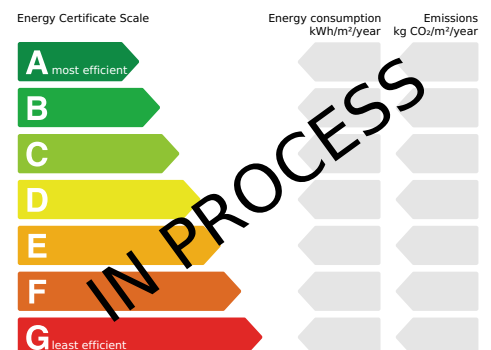 Energy Certificate Scale
Energy consumption
kWh/m²/year
Emissions
kg CO₂/m²/year
A most efficient
B
C
D
E
F
G least efficient
IN PROCESS